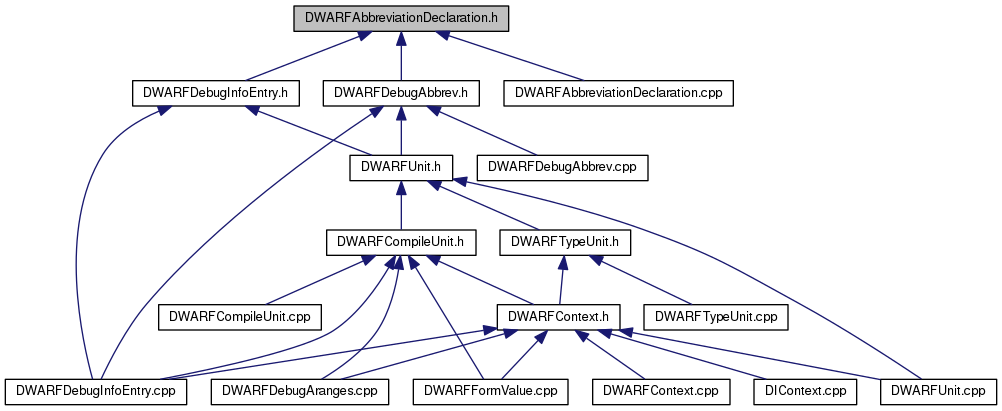 DWARFAbbreviationDeclaration.h
DWARFDebugInfoEntry.h
DWARFDebugAbbrev.h
DWARFAbbreviationDeclaration.cpp
DWARFUnit.h
DWARFDebugAbbrev.cpp
DWARFCompileUnit.h
DWARFTypeUnit.h
DWARFCompileUnit.cpp
DWARFContext.h
DWARFTypeUnit.cpp
DWARFDebugInfoEntry.cpp
DWARFDebugAranges.cpp
DWARFFormValue.cpp
DWARFContext.cpp
DIContext.cpp
DWARFUnit.cpp